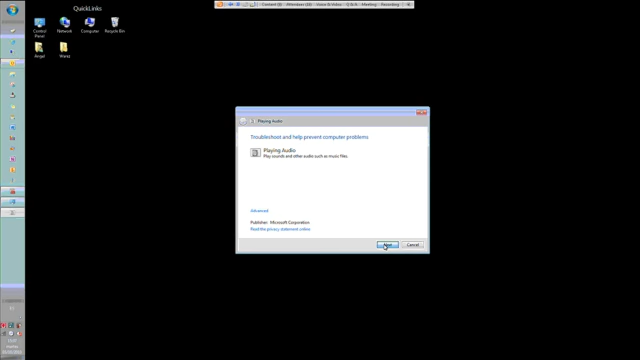 QuickLinks
Control Panel
Network
Computer
Recycle Bin
Angel
Warez
Playing Audio
Troubleshoot and help prevent computer problems
Playing Audio
Play sounds and other audio such as music files.
Advanced
Publisher: Microsoft Corporation
Read the privacy statement online
Next
Cancel